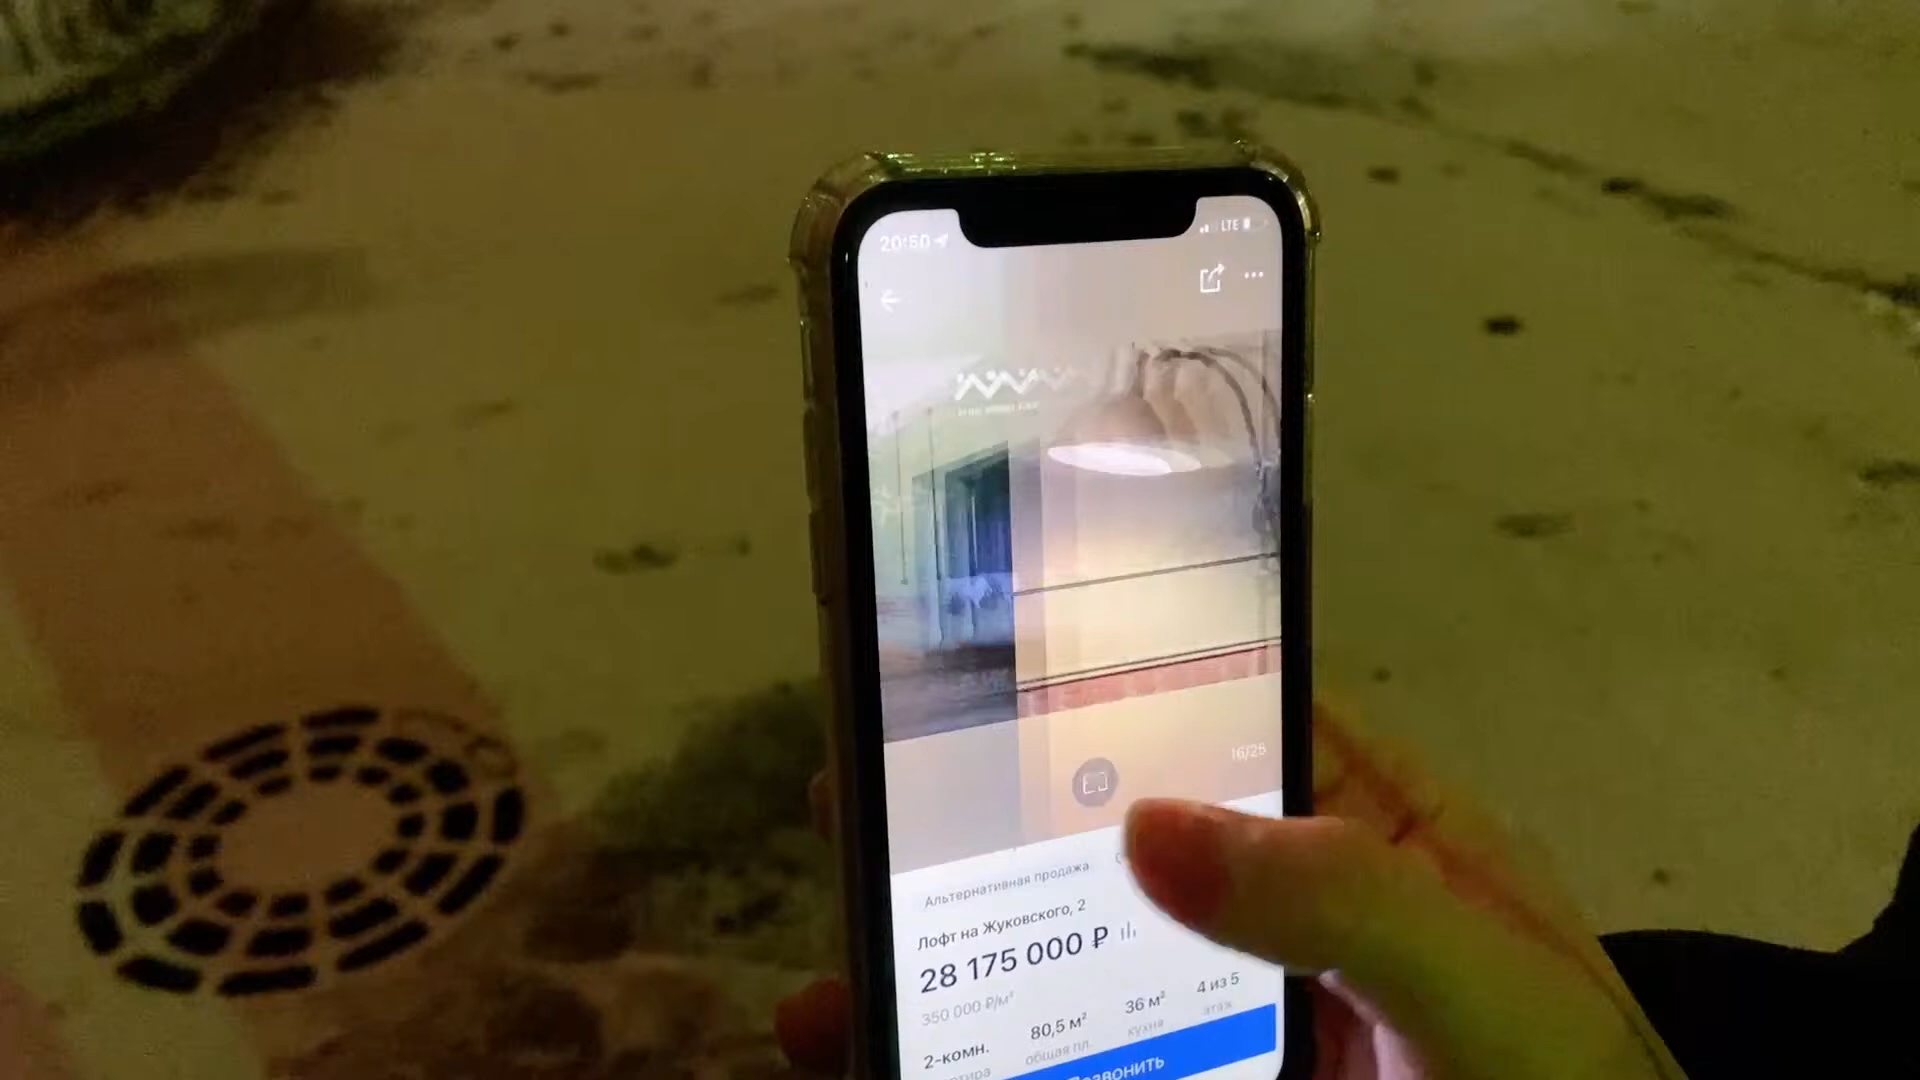 20:50 LTE
16/25
Альтернативная продажа
Лофт на Жуковского, 2
28 175 000 ₽
350 000 ₽/м²
2-комн. 80,5 м² 36 м² 4 из 5
общая пл. кухня этаж
Позвонить